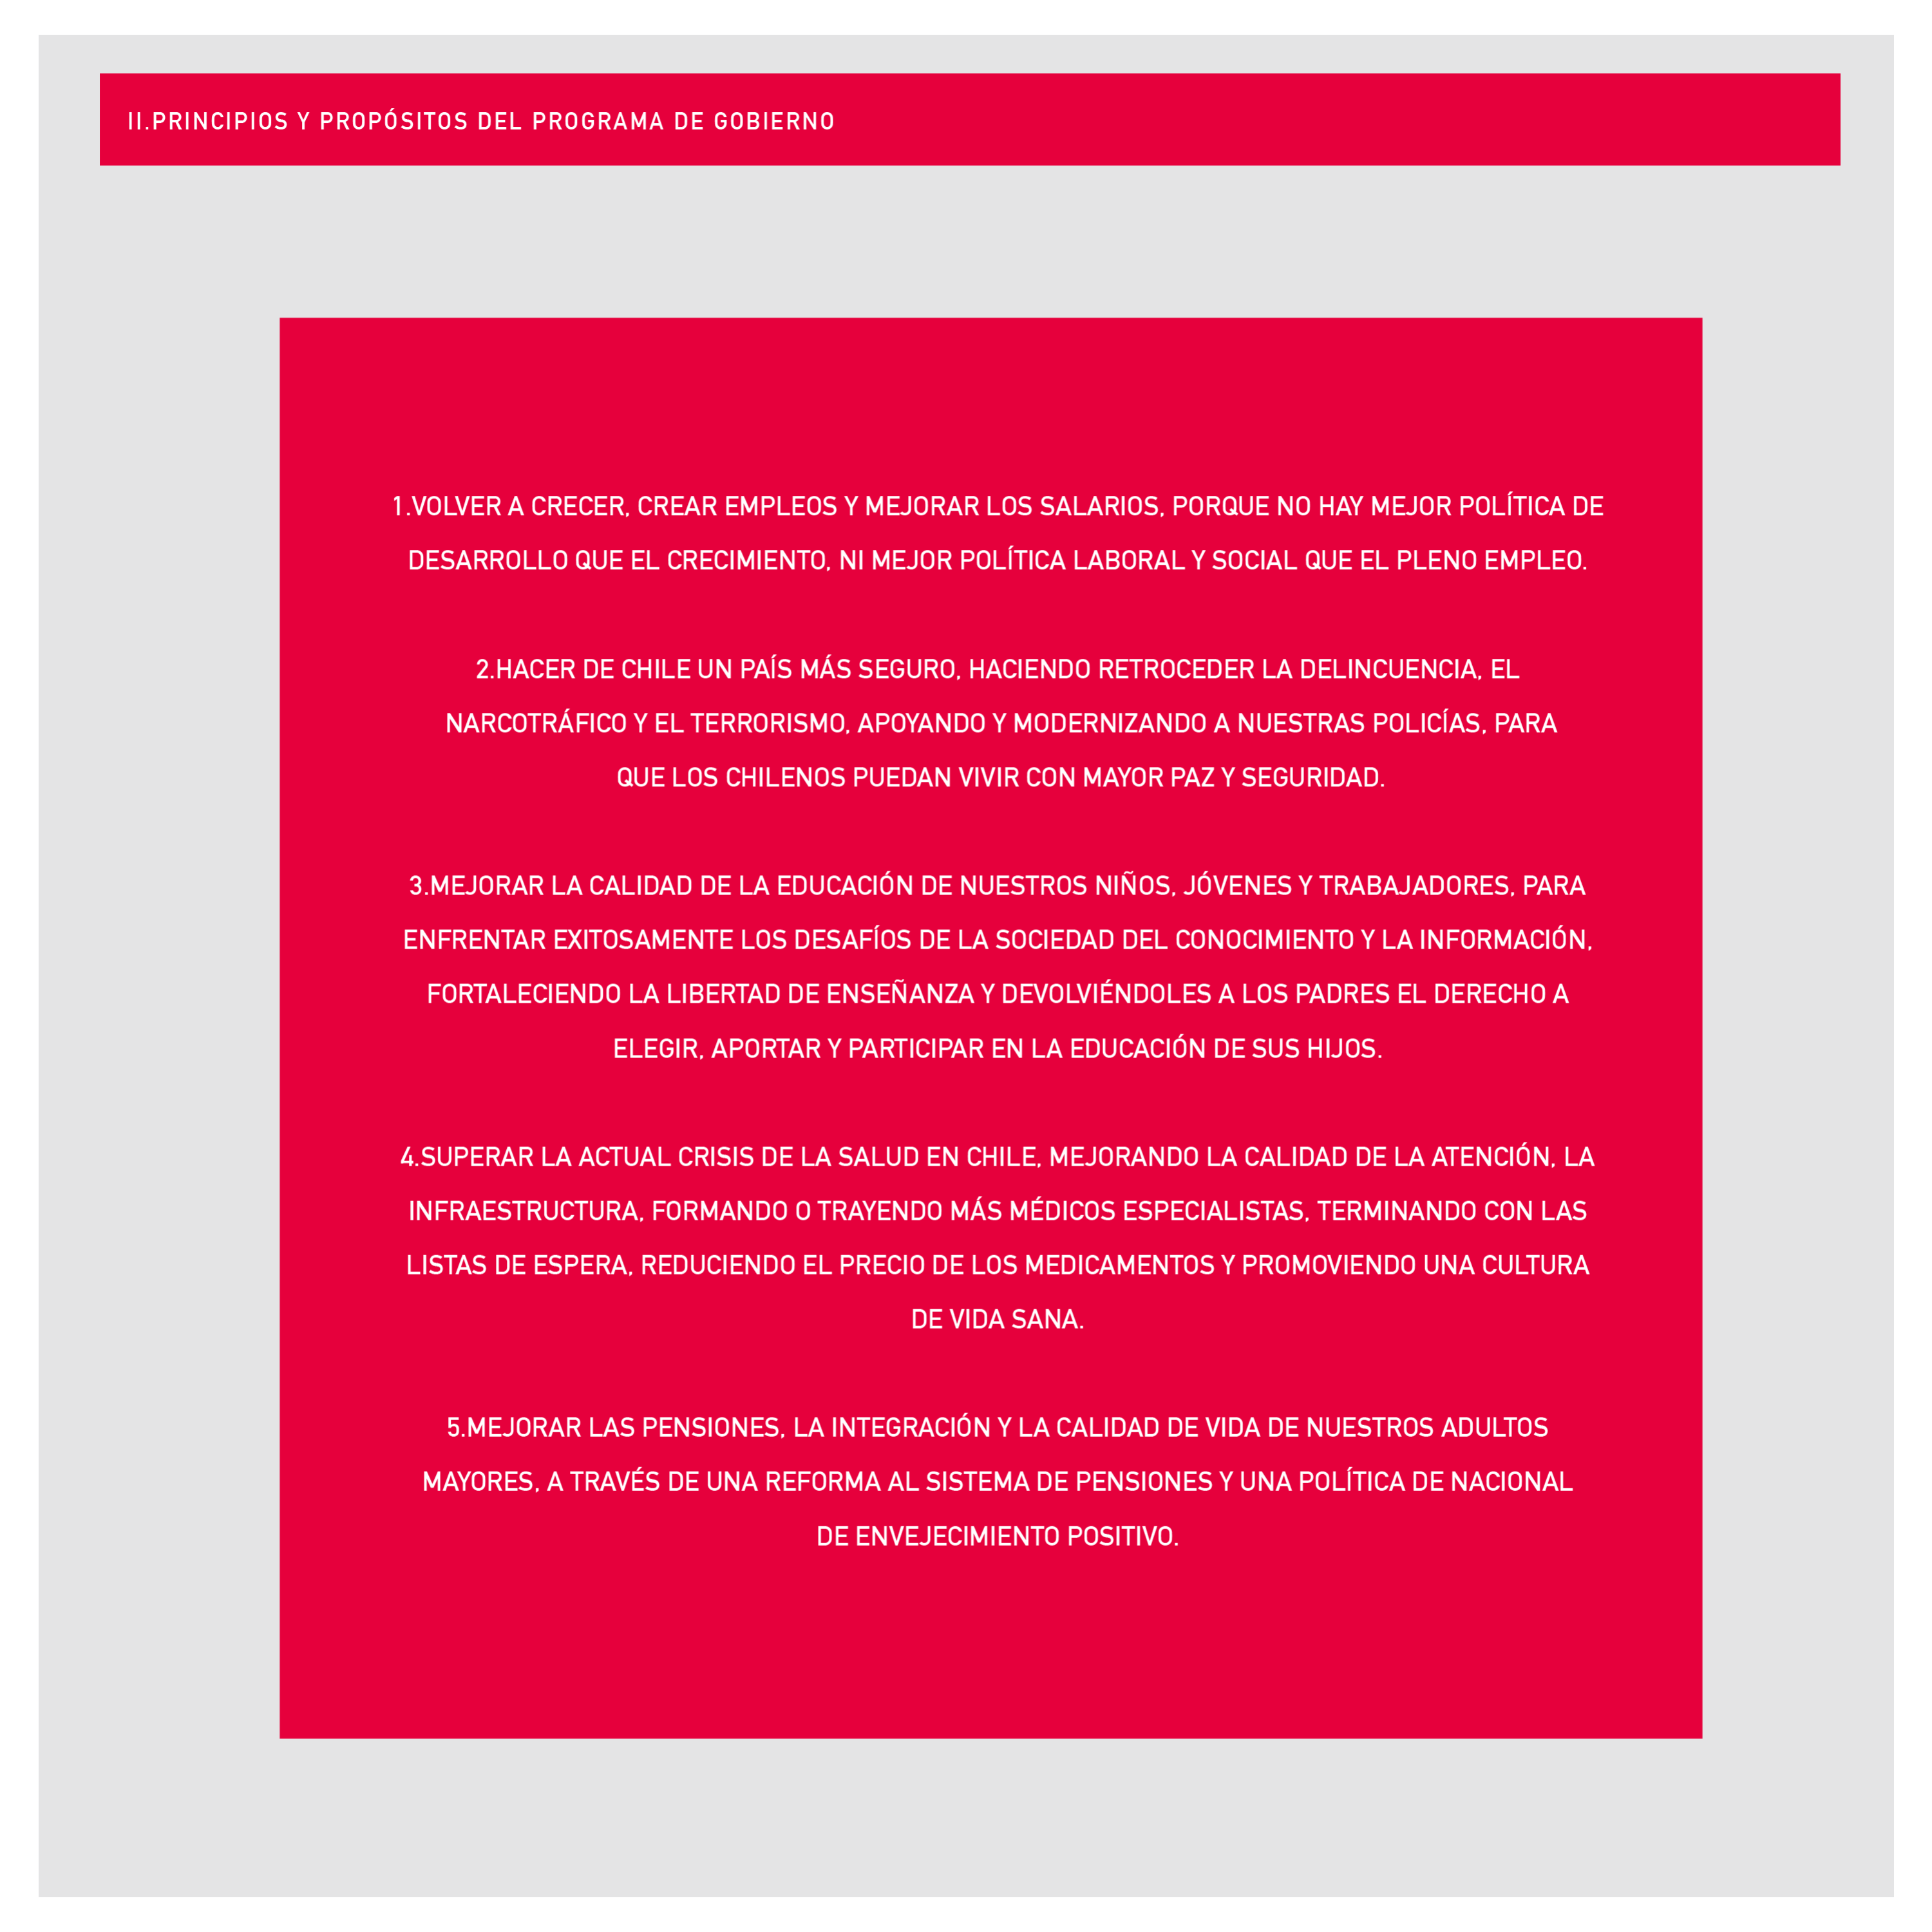 II.PRINCIPIOS Y PROPÓSITOS DEL PROGRAMA DE GOBIERNO
1.VOLVER A CRECER, CREAR EMPLEOS Y MEJORAR LOS SALARIOS, PORQUE NO HAY MEJOR POLÍTICA DE
DESARROLLO QUE EL CRECIMIENTO, NI MEJOR POLÍTICA LABORAL Y SOCIAL QUE EL PLENO EMPLEO.
2.HACER DE CHILE UN PAÍS MÁS SEGURO, HACIENDO RETROCEDER LA DELINCUENCIA, EL
NARCOTRÁFICO Y EL TERRORISMO, APOYANDO Y MODERNIZANDO A NUESTRAS POLICÍAS, PARA
QUE LOS CHILENOS PUEDAN VIVIR CON MAYOR PAZ Y SEGURIDAD.
3.MEJORAR LA CALIDAD DE LA EDUCACIÓN DE NUESTROS NIÑOS, JÓVENES Y TRABAJADORES, PARA
ENFRENTAR EXITOSAMENTE LOS DESAFÍOS DE LA SOCIEDAD DEL CONOCIMIENTO Y LA INFORMACIÓN,
FORTALECIENDO LA LIBERTAD DE ENSEÑANZA Y DEVOLVIÉNDOLES A LOS PADRES EL DERECHO A
ELEGIR, APORTAR Y PARTICIPAR EN LA EDUCACIÓN DE SUS HIJOS.
4.SUPERAR LA ACTUAL CRISIS DE LA SALUD EN CHILE, MEJORANDO LA CALIDAD DE LA ATENCIÓN, LA
INFRAESTRUCTURA, FORMANDO O TRAYENDO MÁS MÉDICOS ESPECIALISTAS, TERMINANDO CON LAS
LISTAS DE ESPERA, REDUCIENDO EL PRECIO DE LOS MEDICAMENTOS Y PROMOVIENDO UNA CULTURA
DE VIDA SANA.
5.MEJORAR LAS PENSIONES, LA INTEGRACIÓN Y LA CALIDAD DE VIDA DE NUESTROS ADULTOS
MAYORES, A TRAVÉS DE UNA REFORMA AL SISTEMA DE PENSIONES Y UNA POLÍTICA DE NACIONAL
DE ENVEJECIMIENTO POSITIVO.